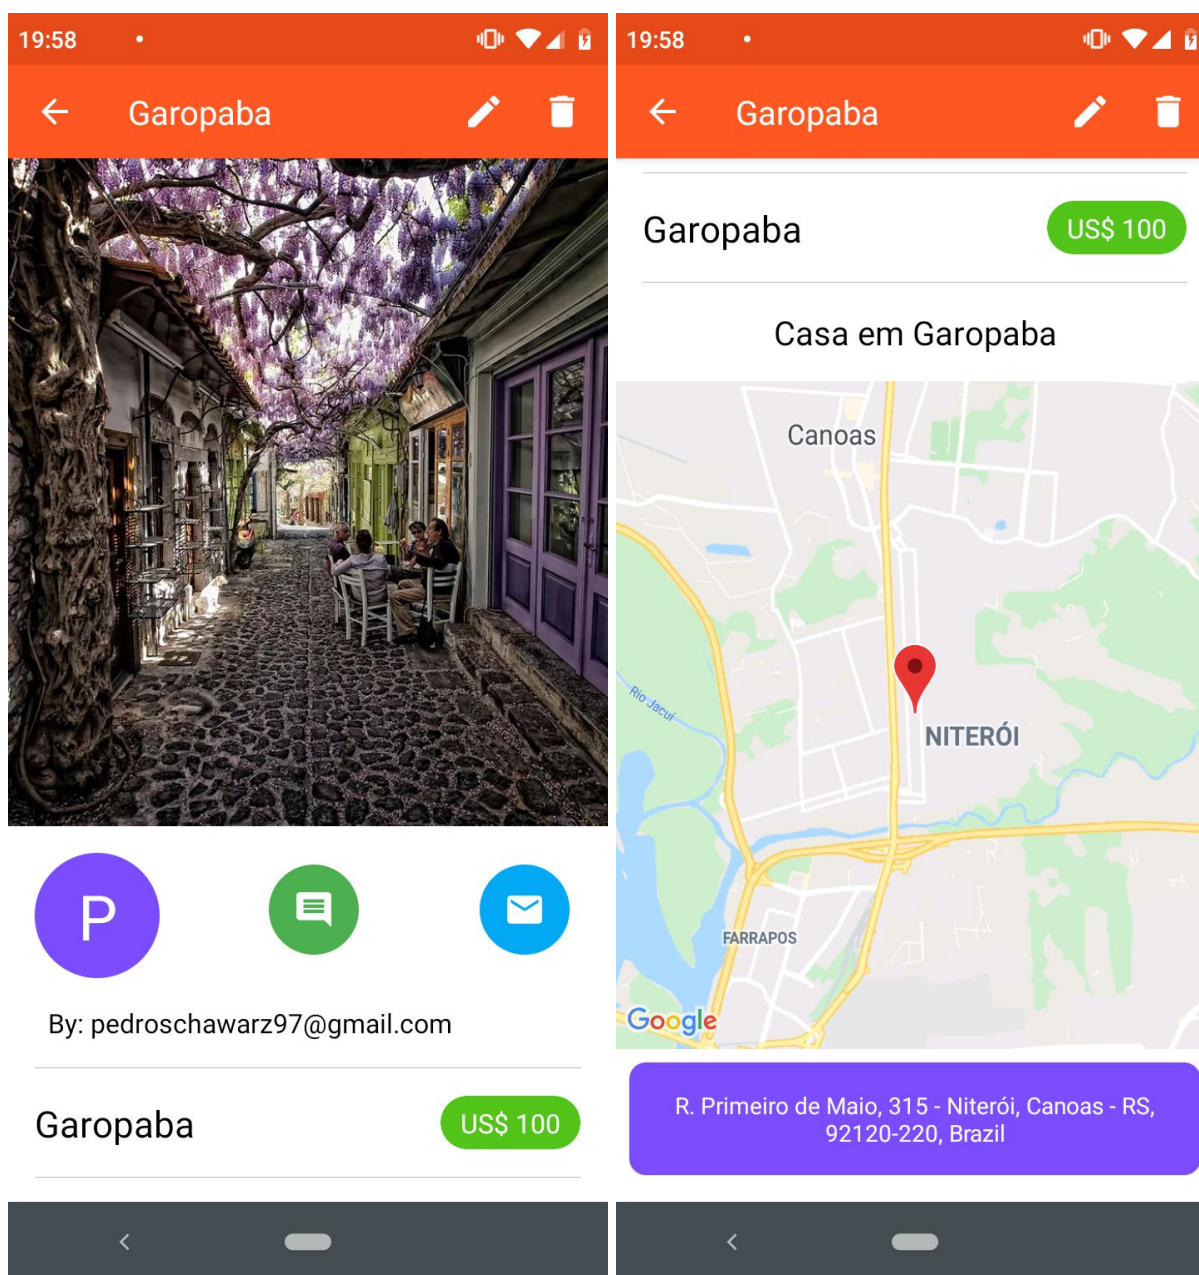 19:58
Garopaba
P
By: pedroschawarz97@gmail.com
Garopaba
US$ 100
19:58
Garopaba
Garopaba
US$ 100
Casa em Garopaba
Canoas
Rio Jacuí
NITERÓI
FARRAPOS
Google
R. Primeiro de Maio, 315 - Niterói, Canoas - RS,
92120-220, Brazil